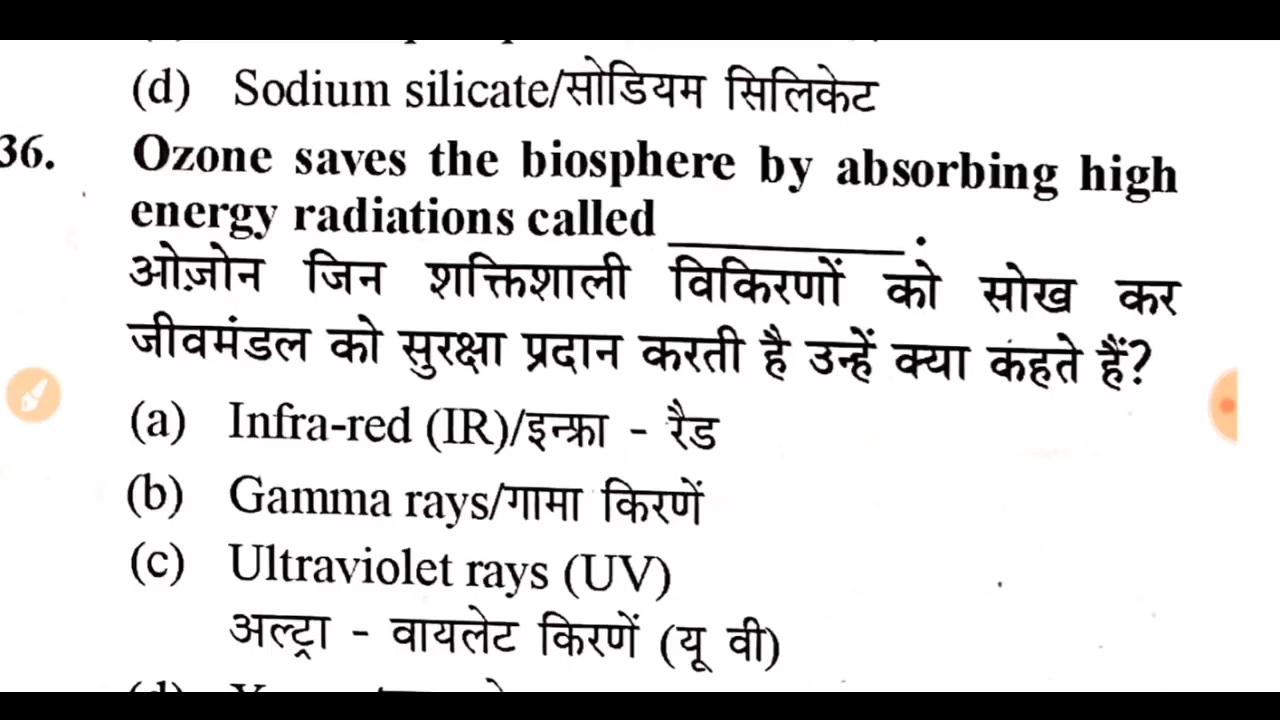 (d) Sodium silicate/सोडियम सिलिकेट
36. Ozone saves the biosphere by absorbing high
energy radiations called __________.
ओज़ोन जिन शक्तिशाली विकिरणों को सोख कर
जीवमंडल को सुरक्षा प्रदान करती है उन्हें क्या कहते हैं?
(a) Infra-red (IR)/इन्फ्रा - रैड
(b) Gamma rays/गामा किरणें
(c) Ultraviolet rays (UV)
अल्ट्रा - वायलेट किरणें (यू वी)